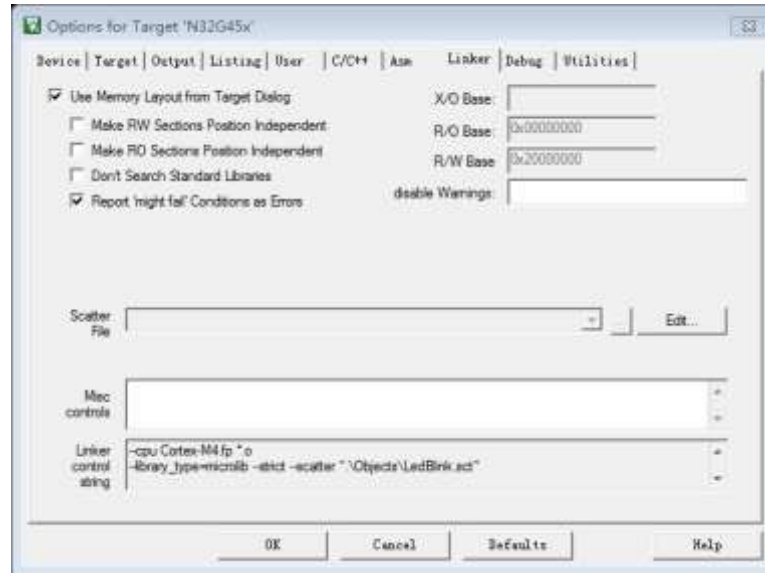 Options for Target 'N32G45x'
Device Target Output Listing User C/C++ Asm Linker Debug Utilities
Use Memory Layout from Target Dialog
X/O Base:
Make RW Sections Position Independent
R/O Base: 0x00000000
Make RO Sections Position Independent
R/W Base 0x20000000
Don't Search Standard Libraries
disable Warnings:
Report 'might fail' Conditions as Errors
Scatter
File
Edit...
Misc
controls
Linker
control
string
--cpu Cortex-M4.fp *.o
--library_type=microlib --strict --scatter ".\Objects\LedBlink.sct"
OK Cancel Defaults Help